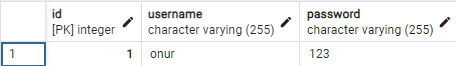 id username password
[PK] integer character varying (255) character varying (255)
1 1 onur 123